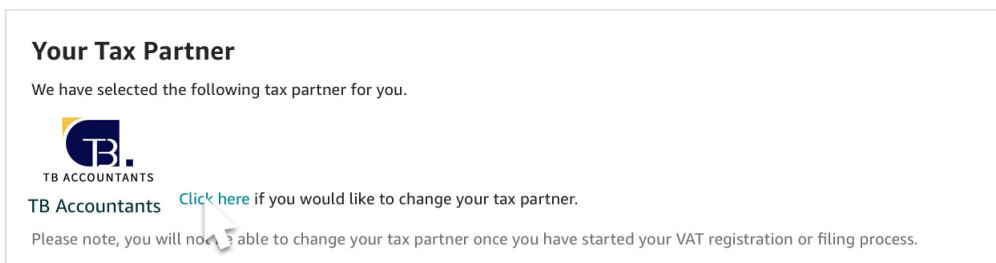 Your Tax Partner
We have selected the following tax partner for you.
TB.
TB ACCOUNTANTS
TB Accountants Click here if you would like to change your tax partner.
Please note, you will not be able to change your tax partner once you have started your VAT registration or filing process.